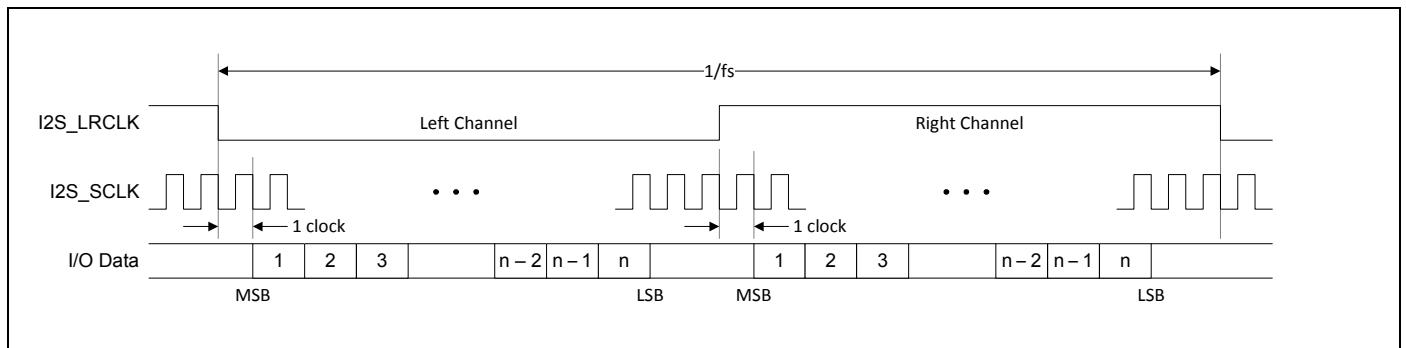 1/fs
I2S_LRCLK Left Channel Right Channel
I2S_SCLK • • • • • •
1 clock 1 clock
I/O Data 1 2 3 n – 2 n – 1 n 1 2 3 n – 2 n – 1 n
MSB LSB MSB LSB